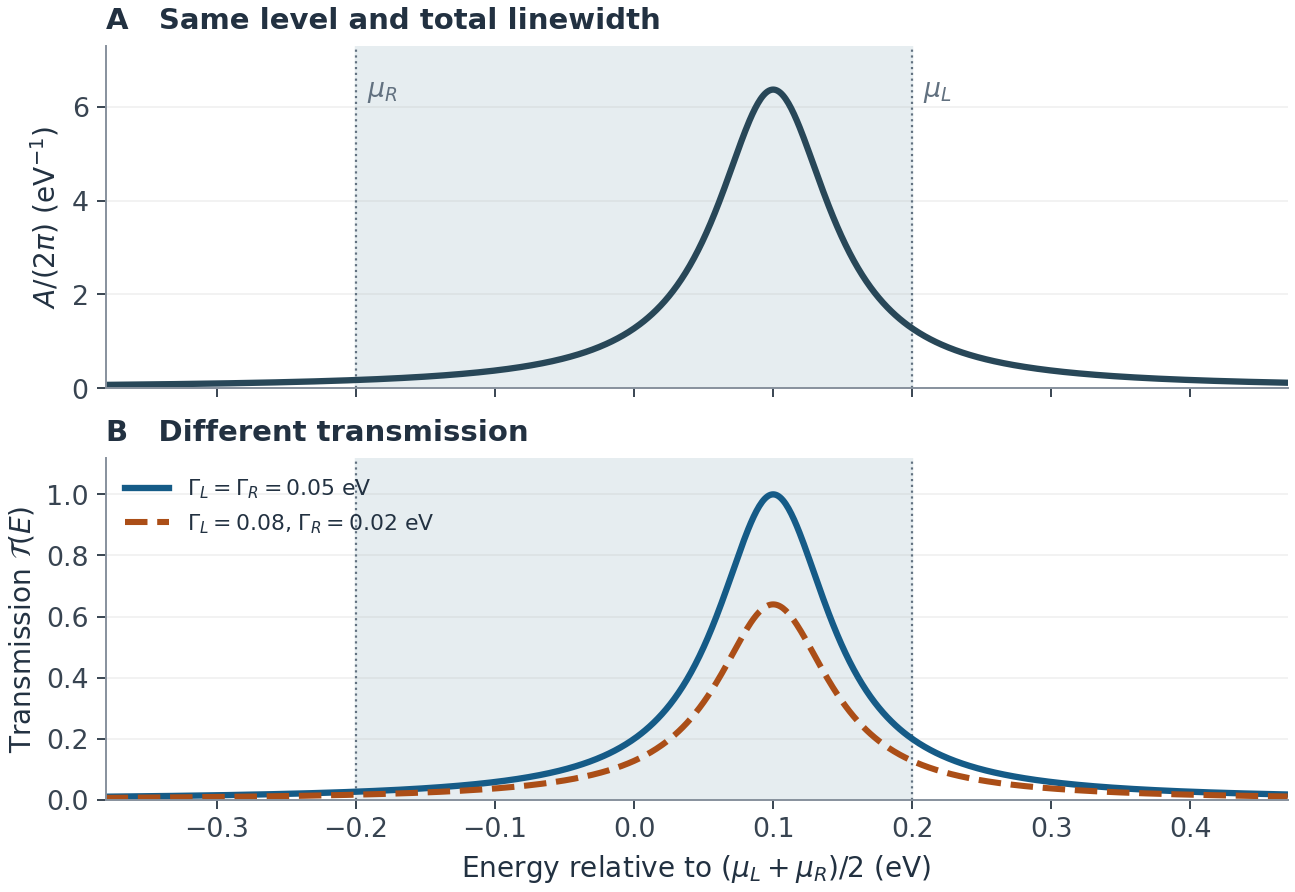 A Same level and total linewidth
μ_R
μ_L
6
4
2
0
A/(2π) (eV⁻¹)
B Different transmission
Γ_L = Γ_R = 0.05 eV
Γ_L = 0.08, Γ_R = 0.02 eV
1.0
0.8
0.6
0.4
0.2
0.0
Transmission 𝒯(E)
−0.3 −0.2 −0.1 0.0 0.1 0.2 0.3 0.4
Energy relative to (μ_L + μ_R)/2 (eV)